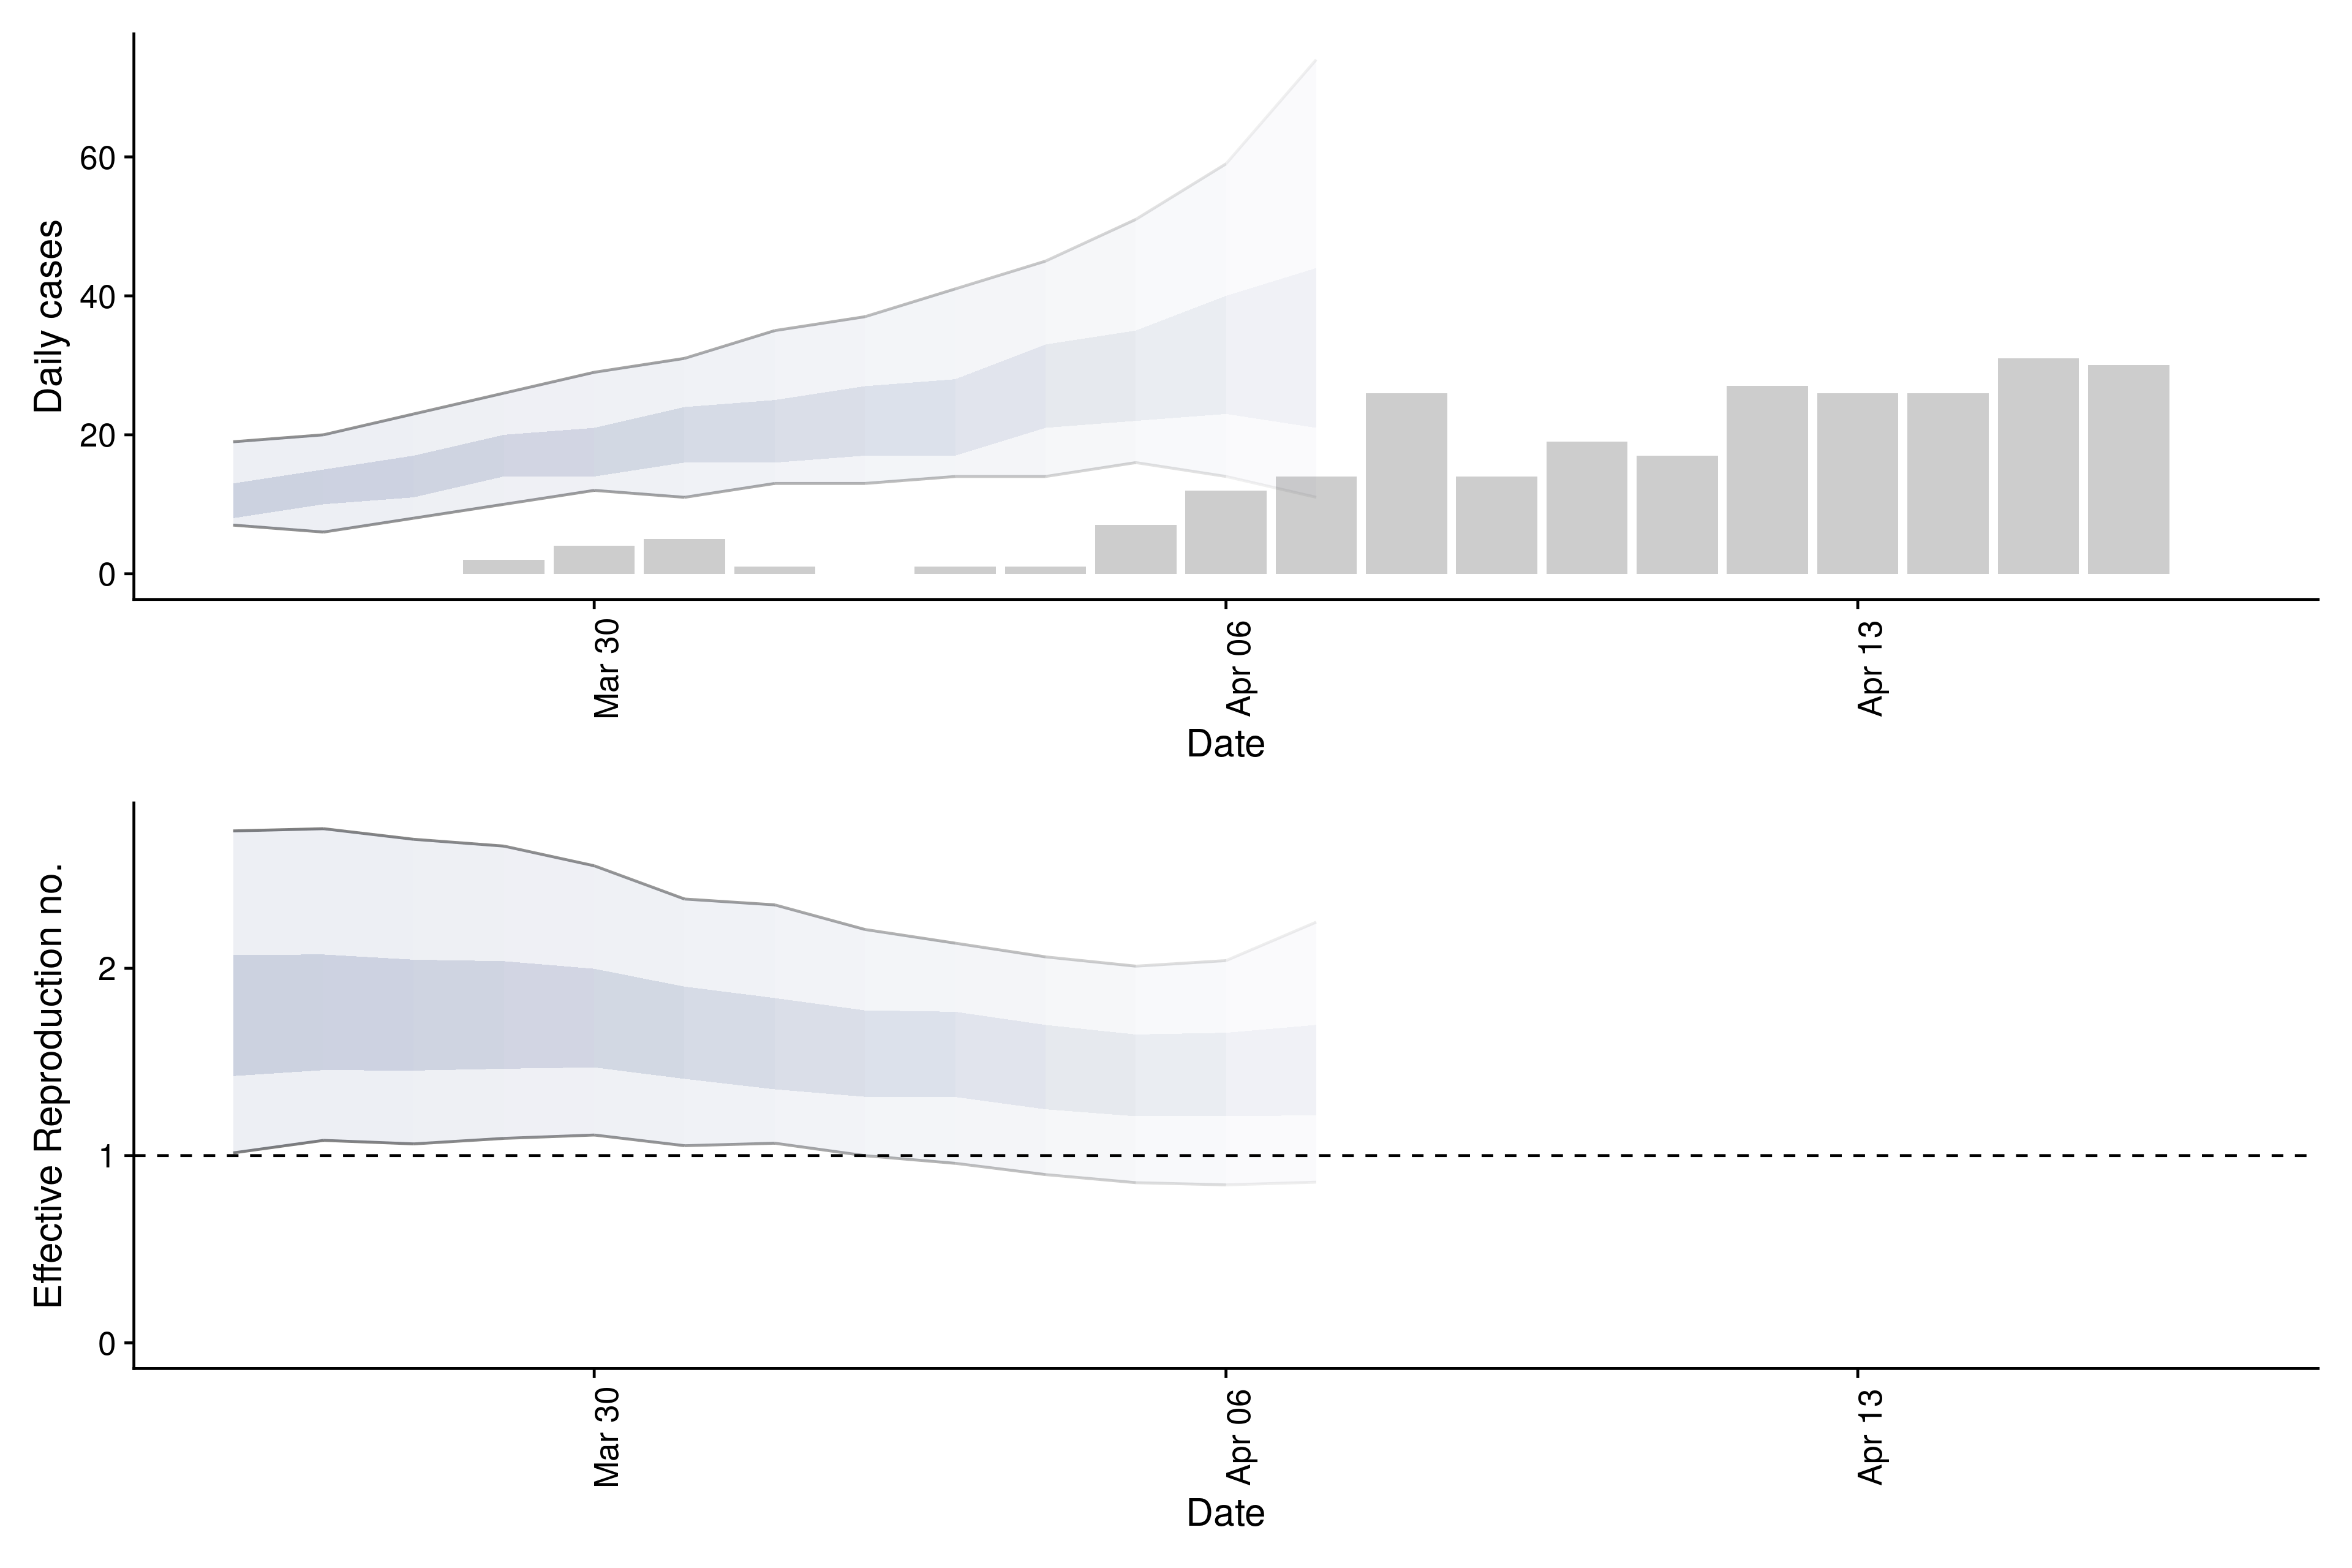 Daily cases
60
40
20
0
Mar 30
Apr 06
Apr 13
Date
Effective Reproduction no.
2
1
0
Mar 30
Apr 06
Apr 13
Date